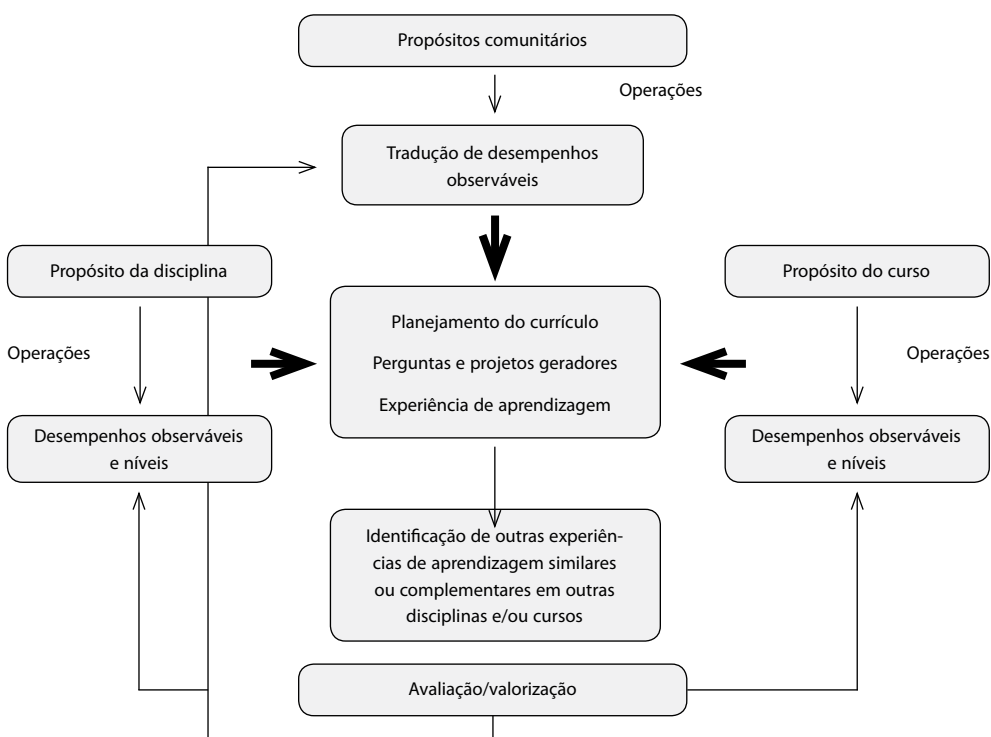 Propósitos comunitários
Operações
Tradução de desempenhos
observáveis
Propósito da disciplina
Propósito do curso
Planejamento do currículo
Operações
Perguntas e projetos geradores
Operações
Experiência de aprendizagem
Desempenhos observáveis
e níveis
Desempenhos observáveis
e níveis
Identificação de outras experiên-
cias de aprendizagem similares
ou complementares em outras
disciplinas e/ou cursos
Avaliação/valorização